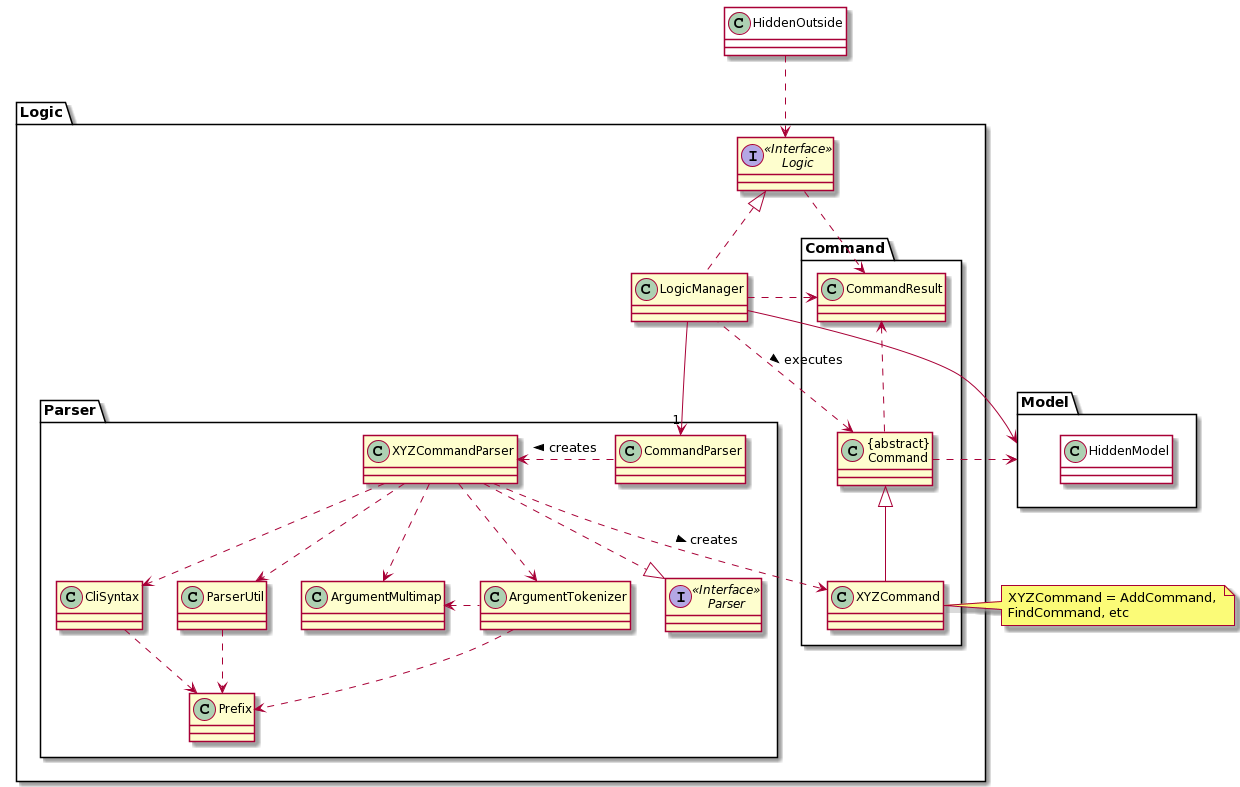 C HiddenOutside
Logic
I «Interface»
Logic
Command
C LogicManager
C CommandResult
executes
Model
Parser
1
C XYZCommandParser
creates
C CommandParser
C {abstract}
Command
C HiddenModel
creates
C CliSyntax
C ParserUtil
C ArgumentMultimap
C ArgumentTokenizer
I «Interface»
Parser
C XYZCommand
XYZCommand = AddCommand,
FindCommand, etc
C Prefix